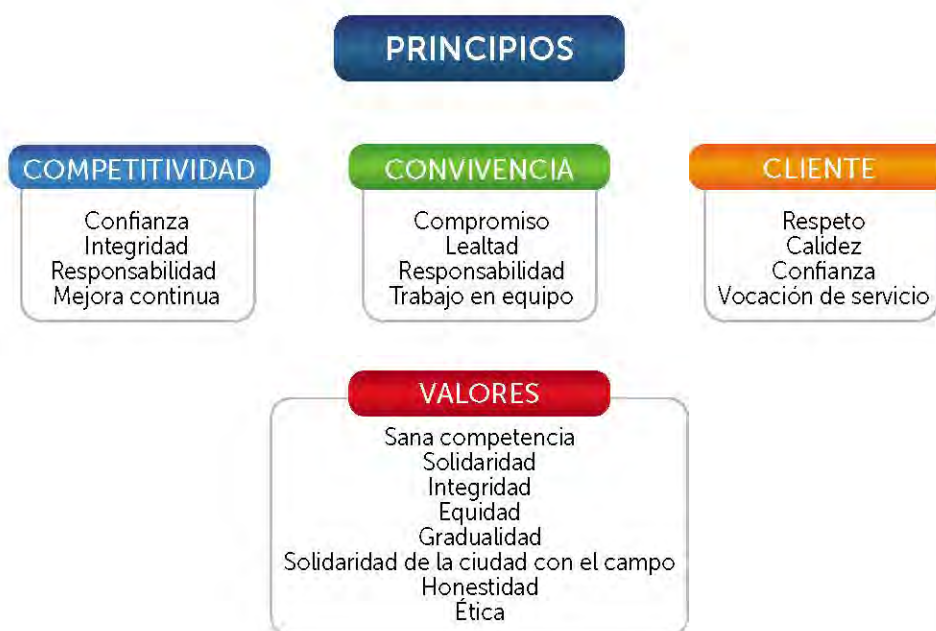 PRINCIPIOS
COMPETITIVIDAD
Confianza
Integridad
Responsabilidad
Mejora continua
CONVIVENCIA
Compromiso
Lealtad
Responsabilidad
Trabajo en equipo
CLIENTE
Respeto
Calidez
Confianza
Vocación de servicio
VALORES
Sana competencia
Solidaridad
Integridad
Equidad
Gradualidad
Solidaridad de la ciudad con el campo
Honestidad
Ética